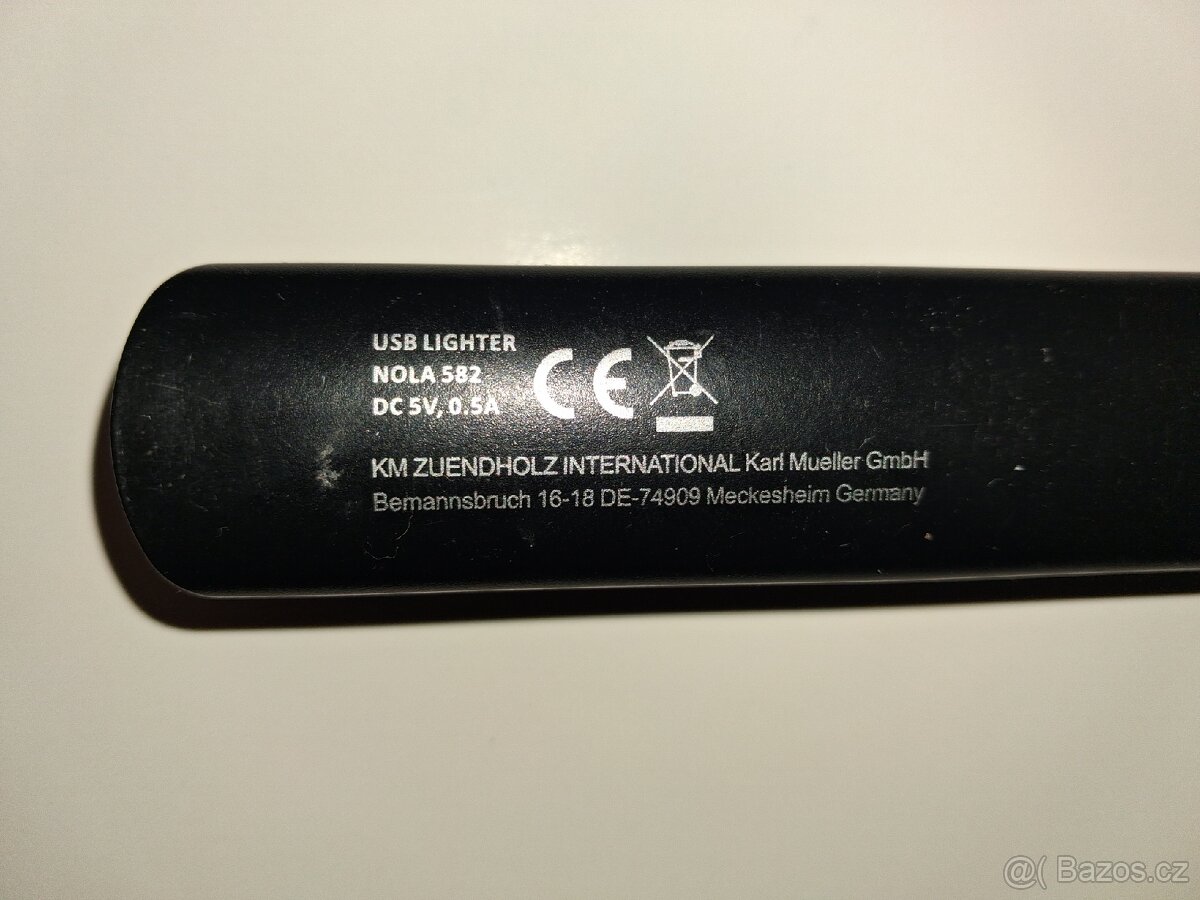 USB LIGHTER
NOLA 582
DC 5V, 0.5A
CE
KM ZUENDHOLZ INTERNATIONAL Karl Mueller GmbH
Bemannsbruch 16-18 DE-74909 Meckesheim Germany
@( Bazos.cz